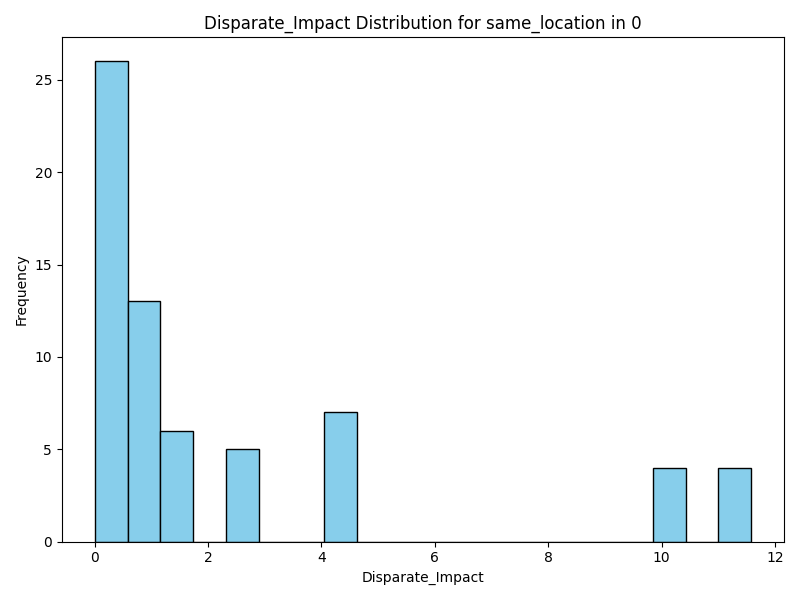 Disparate_Impact Distribution for same_location in 0
Frequency
25
20
15
10
5
0
0 2 4 6 8 10 12
Disparate_Impact